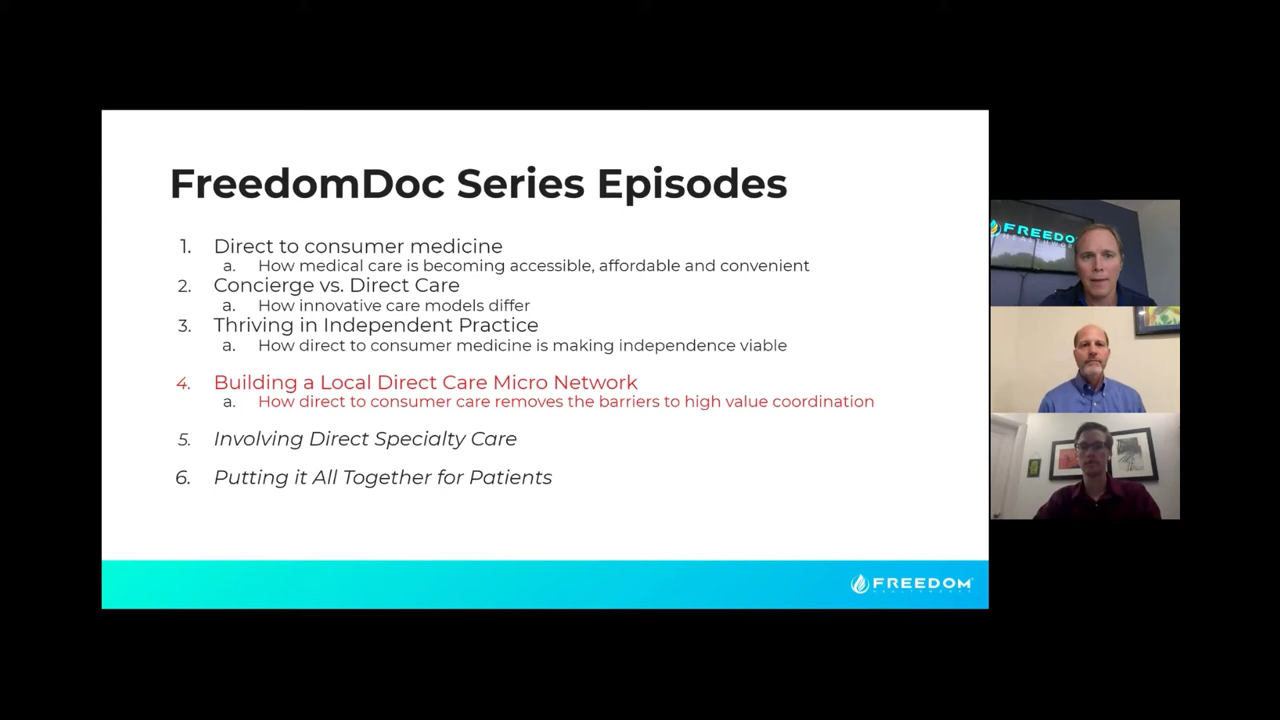 FreedomDoc Series Episodes
1. Direct to consumer medicine
a. How medical care is becoming accessible, affordable and convenient
2. Concierge vs. Direct Care
a. How innovative care models differ
3. Thriving in Independent Practice
a. How direct to consumer medicine is making independence viable
4. Building a Local Direct Care Micro Network
a. How direct to consumer care removes the barriers to high value coordination
5. Involving Direct Specialty Care
6. Putting it All Together for Patients
FREEDOM
HEALTHWORKS
FREEDO